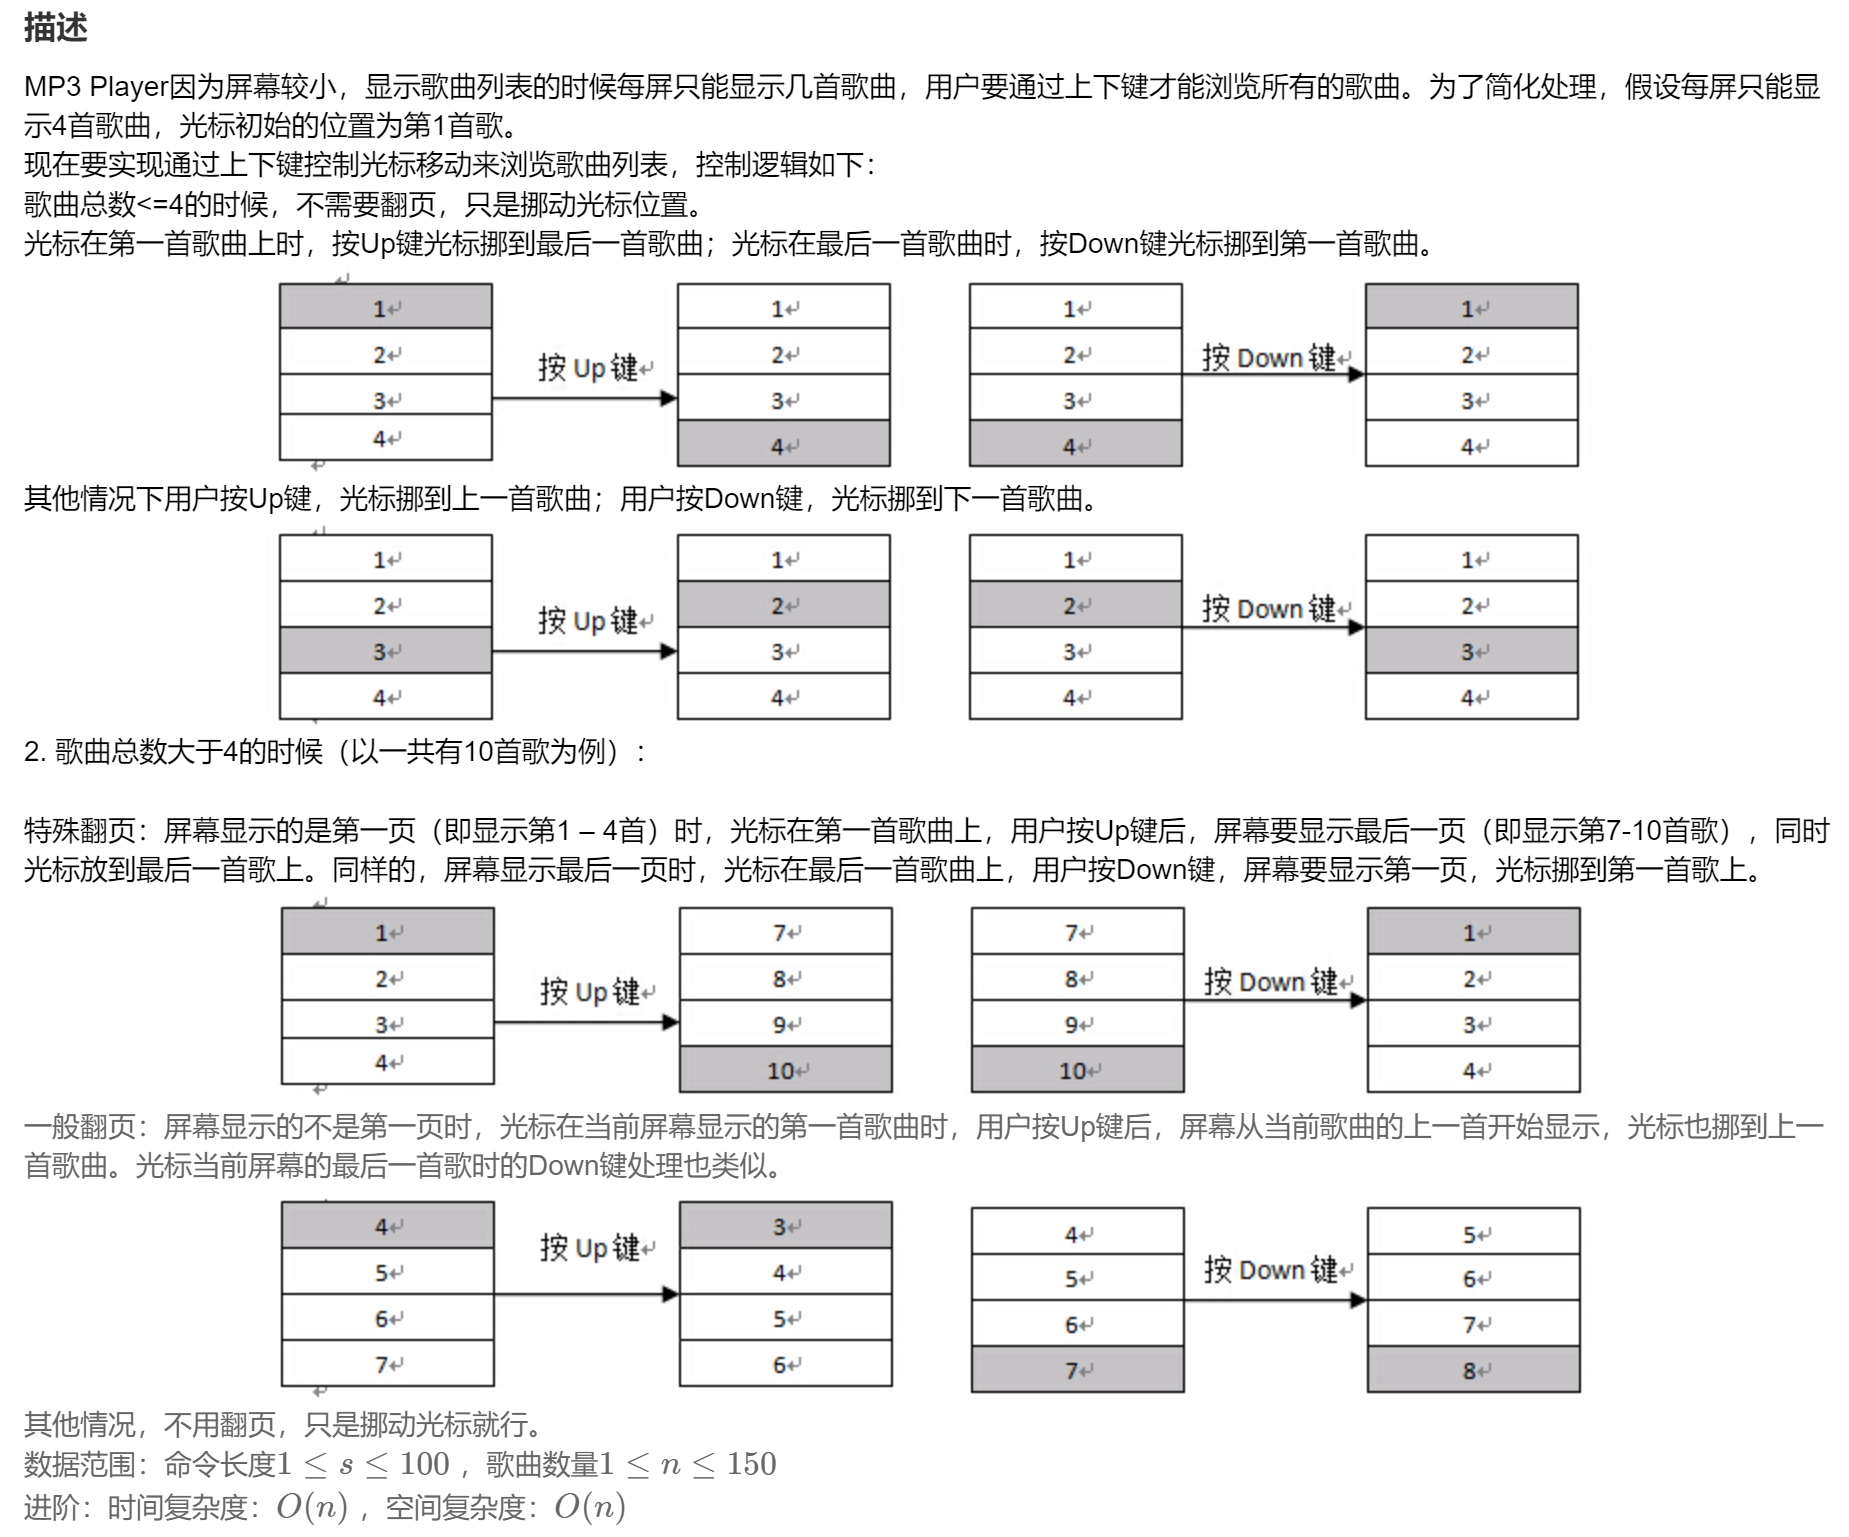 描述
MP3 Player因为屏幕较小，显示歌曲列表的时候每屏只能显示几首歌曲，用户要通过上下键才能浏览所有的歌曲。为了简化处理，假设每屏只能显
示4首歌曲，光标初始的位置为第1首歌。
现在要实现通过上下键控制光标移动来浏览歌曲列表，控制逻辑如下：
歌曲总数<=4的时候，不需要翻页，只是挪动光标位置。
光标在第一首歌曲上时，按Up键光标挪到最后一首歌曲；光标在最后一首歌曲时，按Down键光标挪到第一首歌曲。
1 1 1 1
2 按 Up 键 2 2 按 Down 键 2
3 3 3 3
4 4 4 4
其他情况下用户按Up键，光标挪到上一首歌曲；用户按Down键，光标挪到下一首歌曲。
1 1 1 1
2 按 Up 键 2 2 按 Down 键 2
3 3 3 3
4 4 4 4
2. 歌曲总数大于4的时候（以一共有10首歌为例）：
特殊翻页：屏幕显示的是第一页（即显示第1 – 4首）时，光标在第一首歌曲上，用户按Up键后，屏幕要显示最后一页（即显示第7-10首歌），同时
光标放到最后一首歌上。同样的，屏幕显示最后一页时，光标在最后一首歌曲上，用户按Down键，屏幕要显示第一页，光标挪到第一首歌上。
1 7 7 1
2 按 Up 键 8 8 按 Down 键 2
3 9 9 3
4 10 10 4
一般翻页：屏幕显示的不是第一页时，光标在当前屏幕显示的第一首歌曲时，用户按Up键后，屏幕从当前歌曲的上一首开始显示，光标也挪到上一
首歌曲。光标当前屏幕的最后一首歌时的Down键处理也类似。
4 3 4 5
5 按 Up 键 4 5 按 Down 键 6
6 5 6 7
7 6 7 8
其他情况，不用翻页，只是挪动光标就行。
数据范围：命令长度1 ≤ s ≤ 100 ，歌曲数量1 ≤ n ≤ 150
进阶：时间复杂度：O(n) ，空间复杂度：O(n)